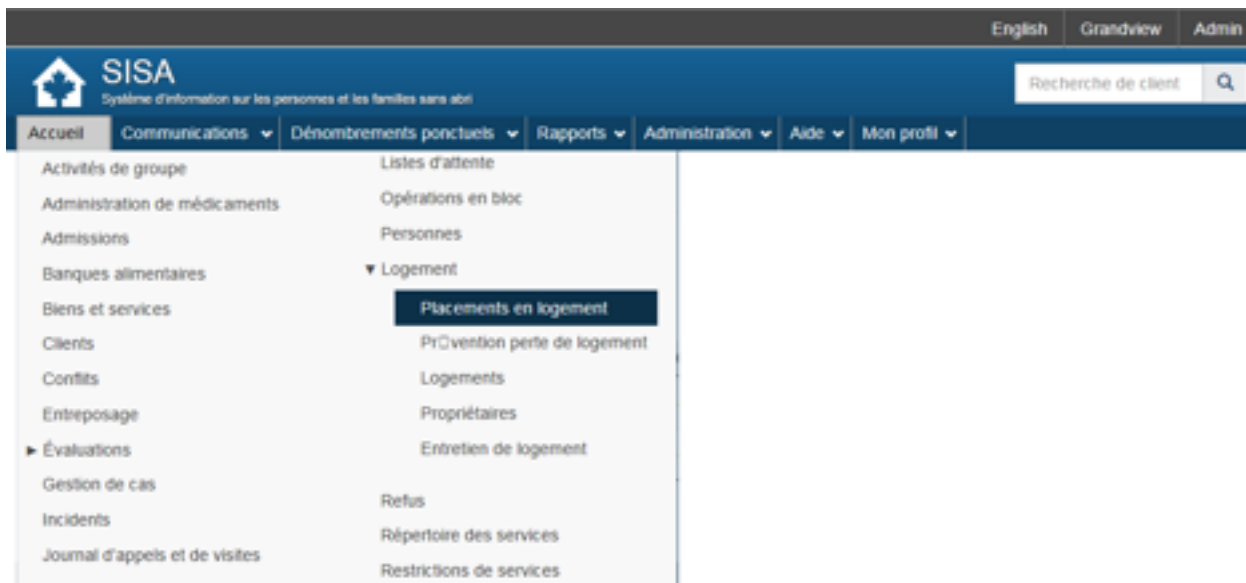 English Grandview Admin
SISA
Système d'information sur les personnes et les familles sans abri
Recherche de client
Accueil Communications Dénombrements ponctuels Rapports Administration Aide Mon profil
Activités de groupe
Administration de médicaments
Admissions
Banques alimentaires
Biens et services
Clients
Conflits
Entreposage
► Évaluations
Gestion de cas
Incidents
Journal d'appels et de visites
Listes d'attente
Opérations en bloc
Personnes
▼ Logement
Placements en logement
Pr▯vention perte de logement
Logements
Propriétaires
Entretien de logement
Refus
Répertoire des services
Restrictions de services